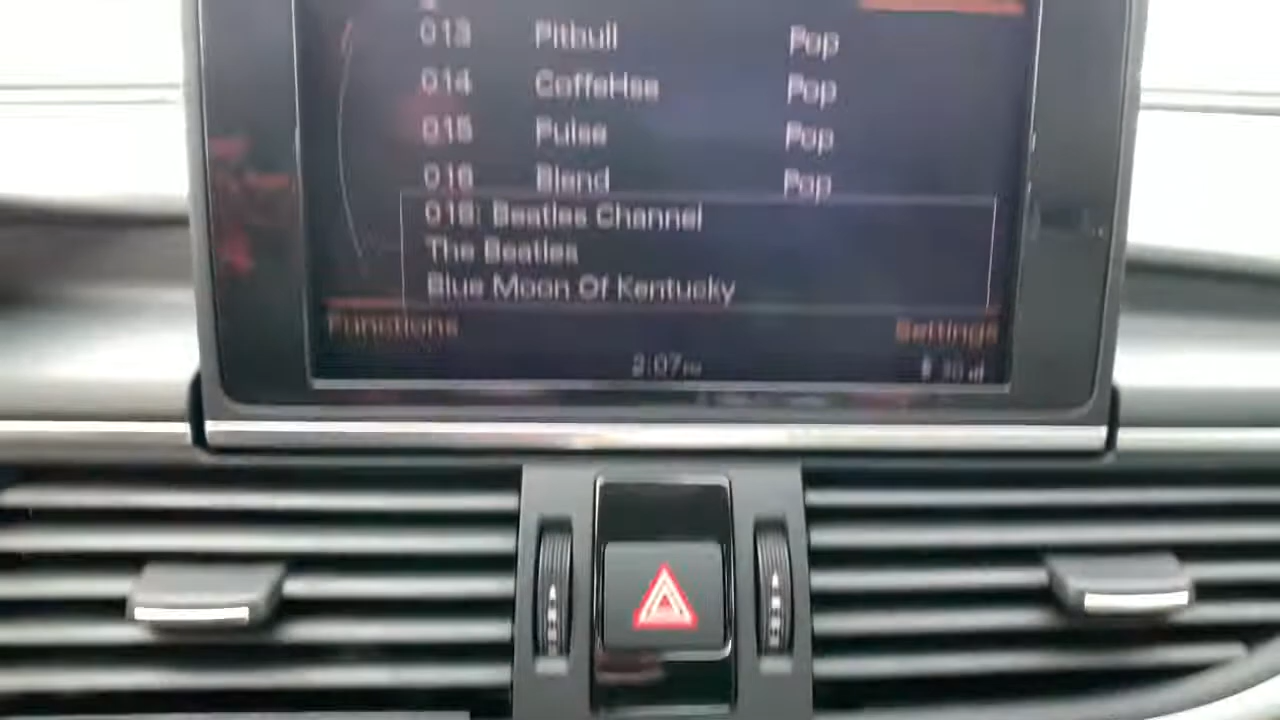 013 Pitbull Pop
014 CoffeHse Pop
015 Pulse Pop
016 Blend Pop
018: Beatles Channel
The Beatles
Blue Moon Of Kentucky
Functions Settings
2:07 PM